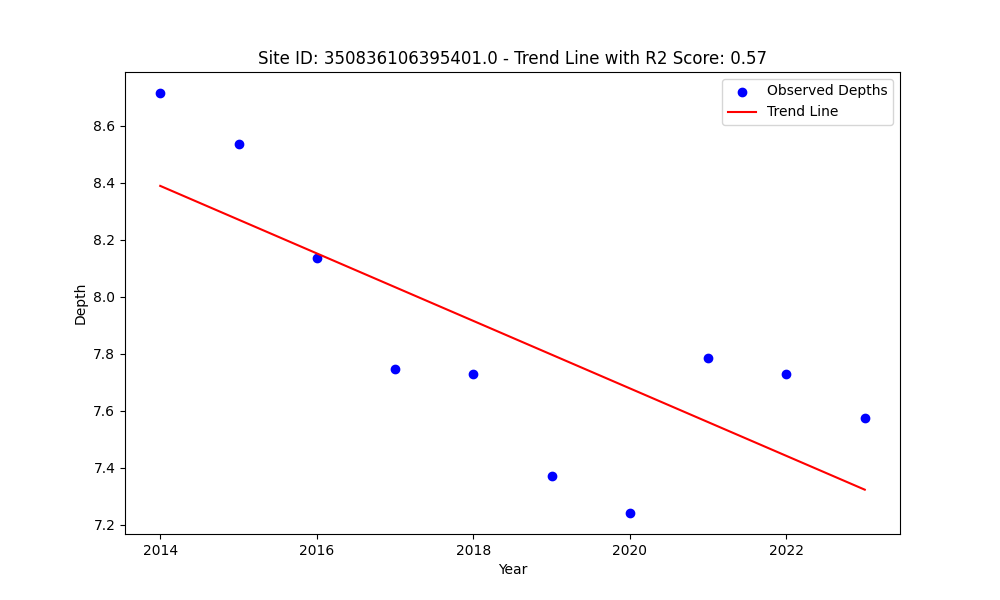 Site ID: 350836106395401.0 - Trend Line with R2 Score: 0.57
Observed Depths
Trend Line
8.6
8.4
8.2
8.0
7.8
7.6
7.4
7.2
Depth
2014
2016
2018
2020
2022
Year